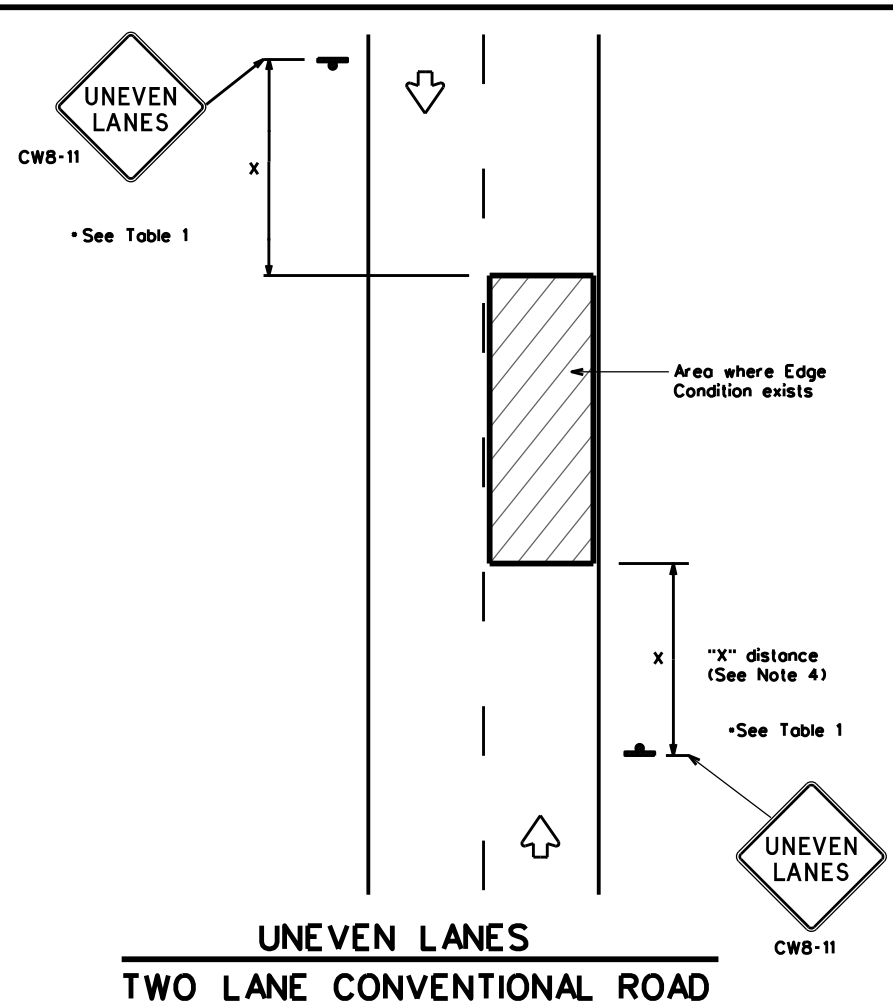 UNEVEN
LANES
CW8-11
X
* See Table 1
Area where Edge
Condition exists
X
"X" distance
(See Note 4)
*See Table 1
UNEVEN
LANES
CW8-11
UNEVEN LANES
TWO LANE CONVENTIONAL ROAD